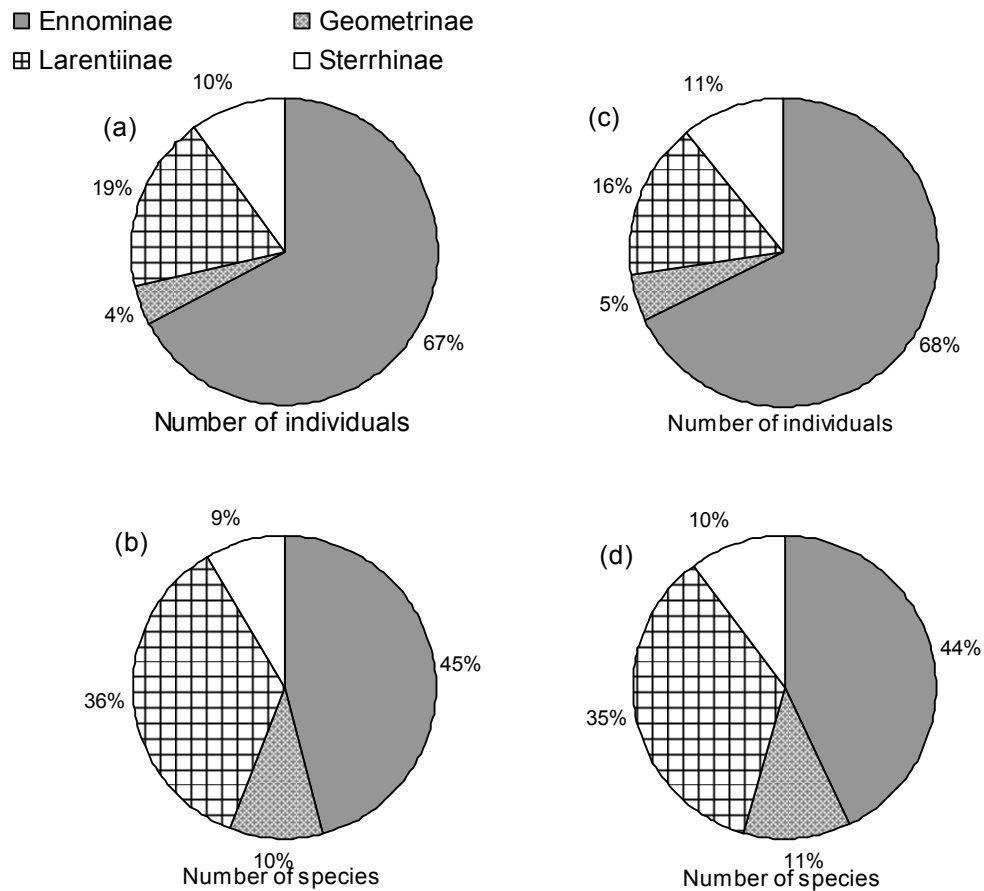 Ennominae
Geometrinae
Larentiinae
Sterrhinae
10%
(a)
19%
4%
67%
Number of individuals
11%
(c)
16%
5%
68%
Number of individuals
9%
(b)
45%
36%
10%
Number of species
10%
(d)
44%
35%
11%
Number of species